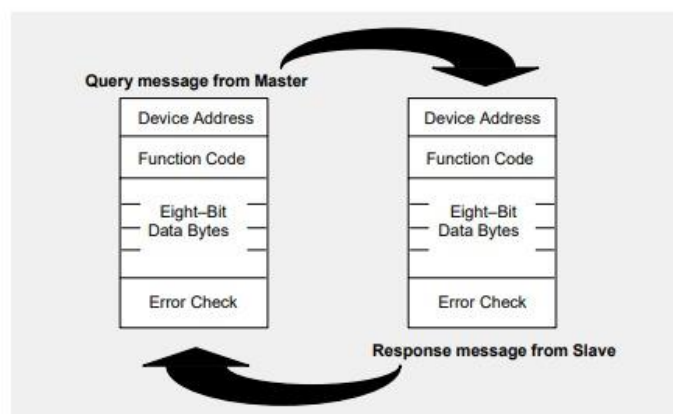 Query message from Master
Device Address
Function Code
Eight–Bit
Data Bytes
Error Check
Device Address
Function Code
Eight–Bit
Data Bytes
Error Check
Response message from Slave